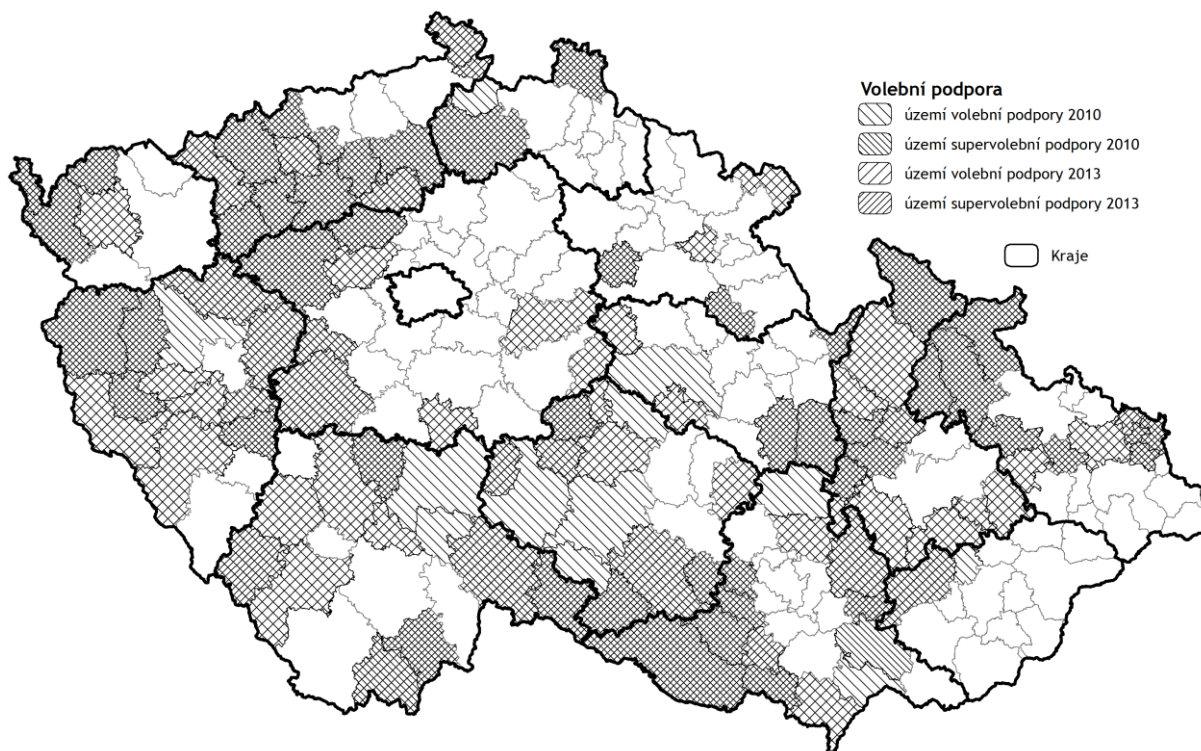 Volební podpora
území volební podpory 2010
území supervolební podpory 2010
území volební podpory 2013
území supervolební podpory 2013
Kraje